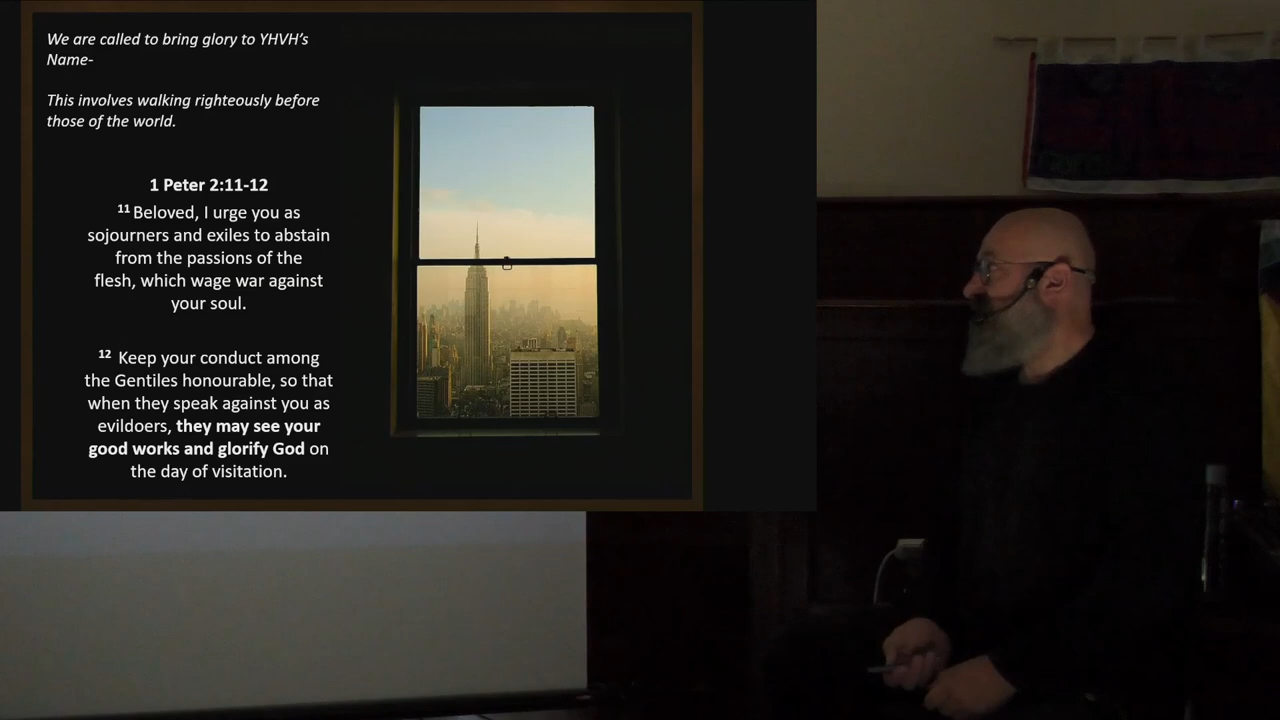 We are called to bring glory to YHVH's
Name-
This involves walking righteously before
those of the world.
1 Peter 2:11-12
11 Beloved, I urge you as
sojourners and exiles to abstain
from the passions of the
flesh, which wage war against
your soul.
12 Keep your conduct among
the Gentiles honourable, so that
when they speak against you as
evildoers, they may see your
good works and glorify God on
the day of visitation.